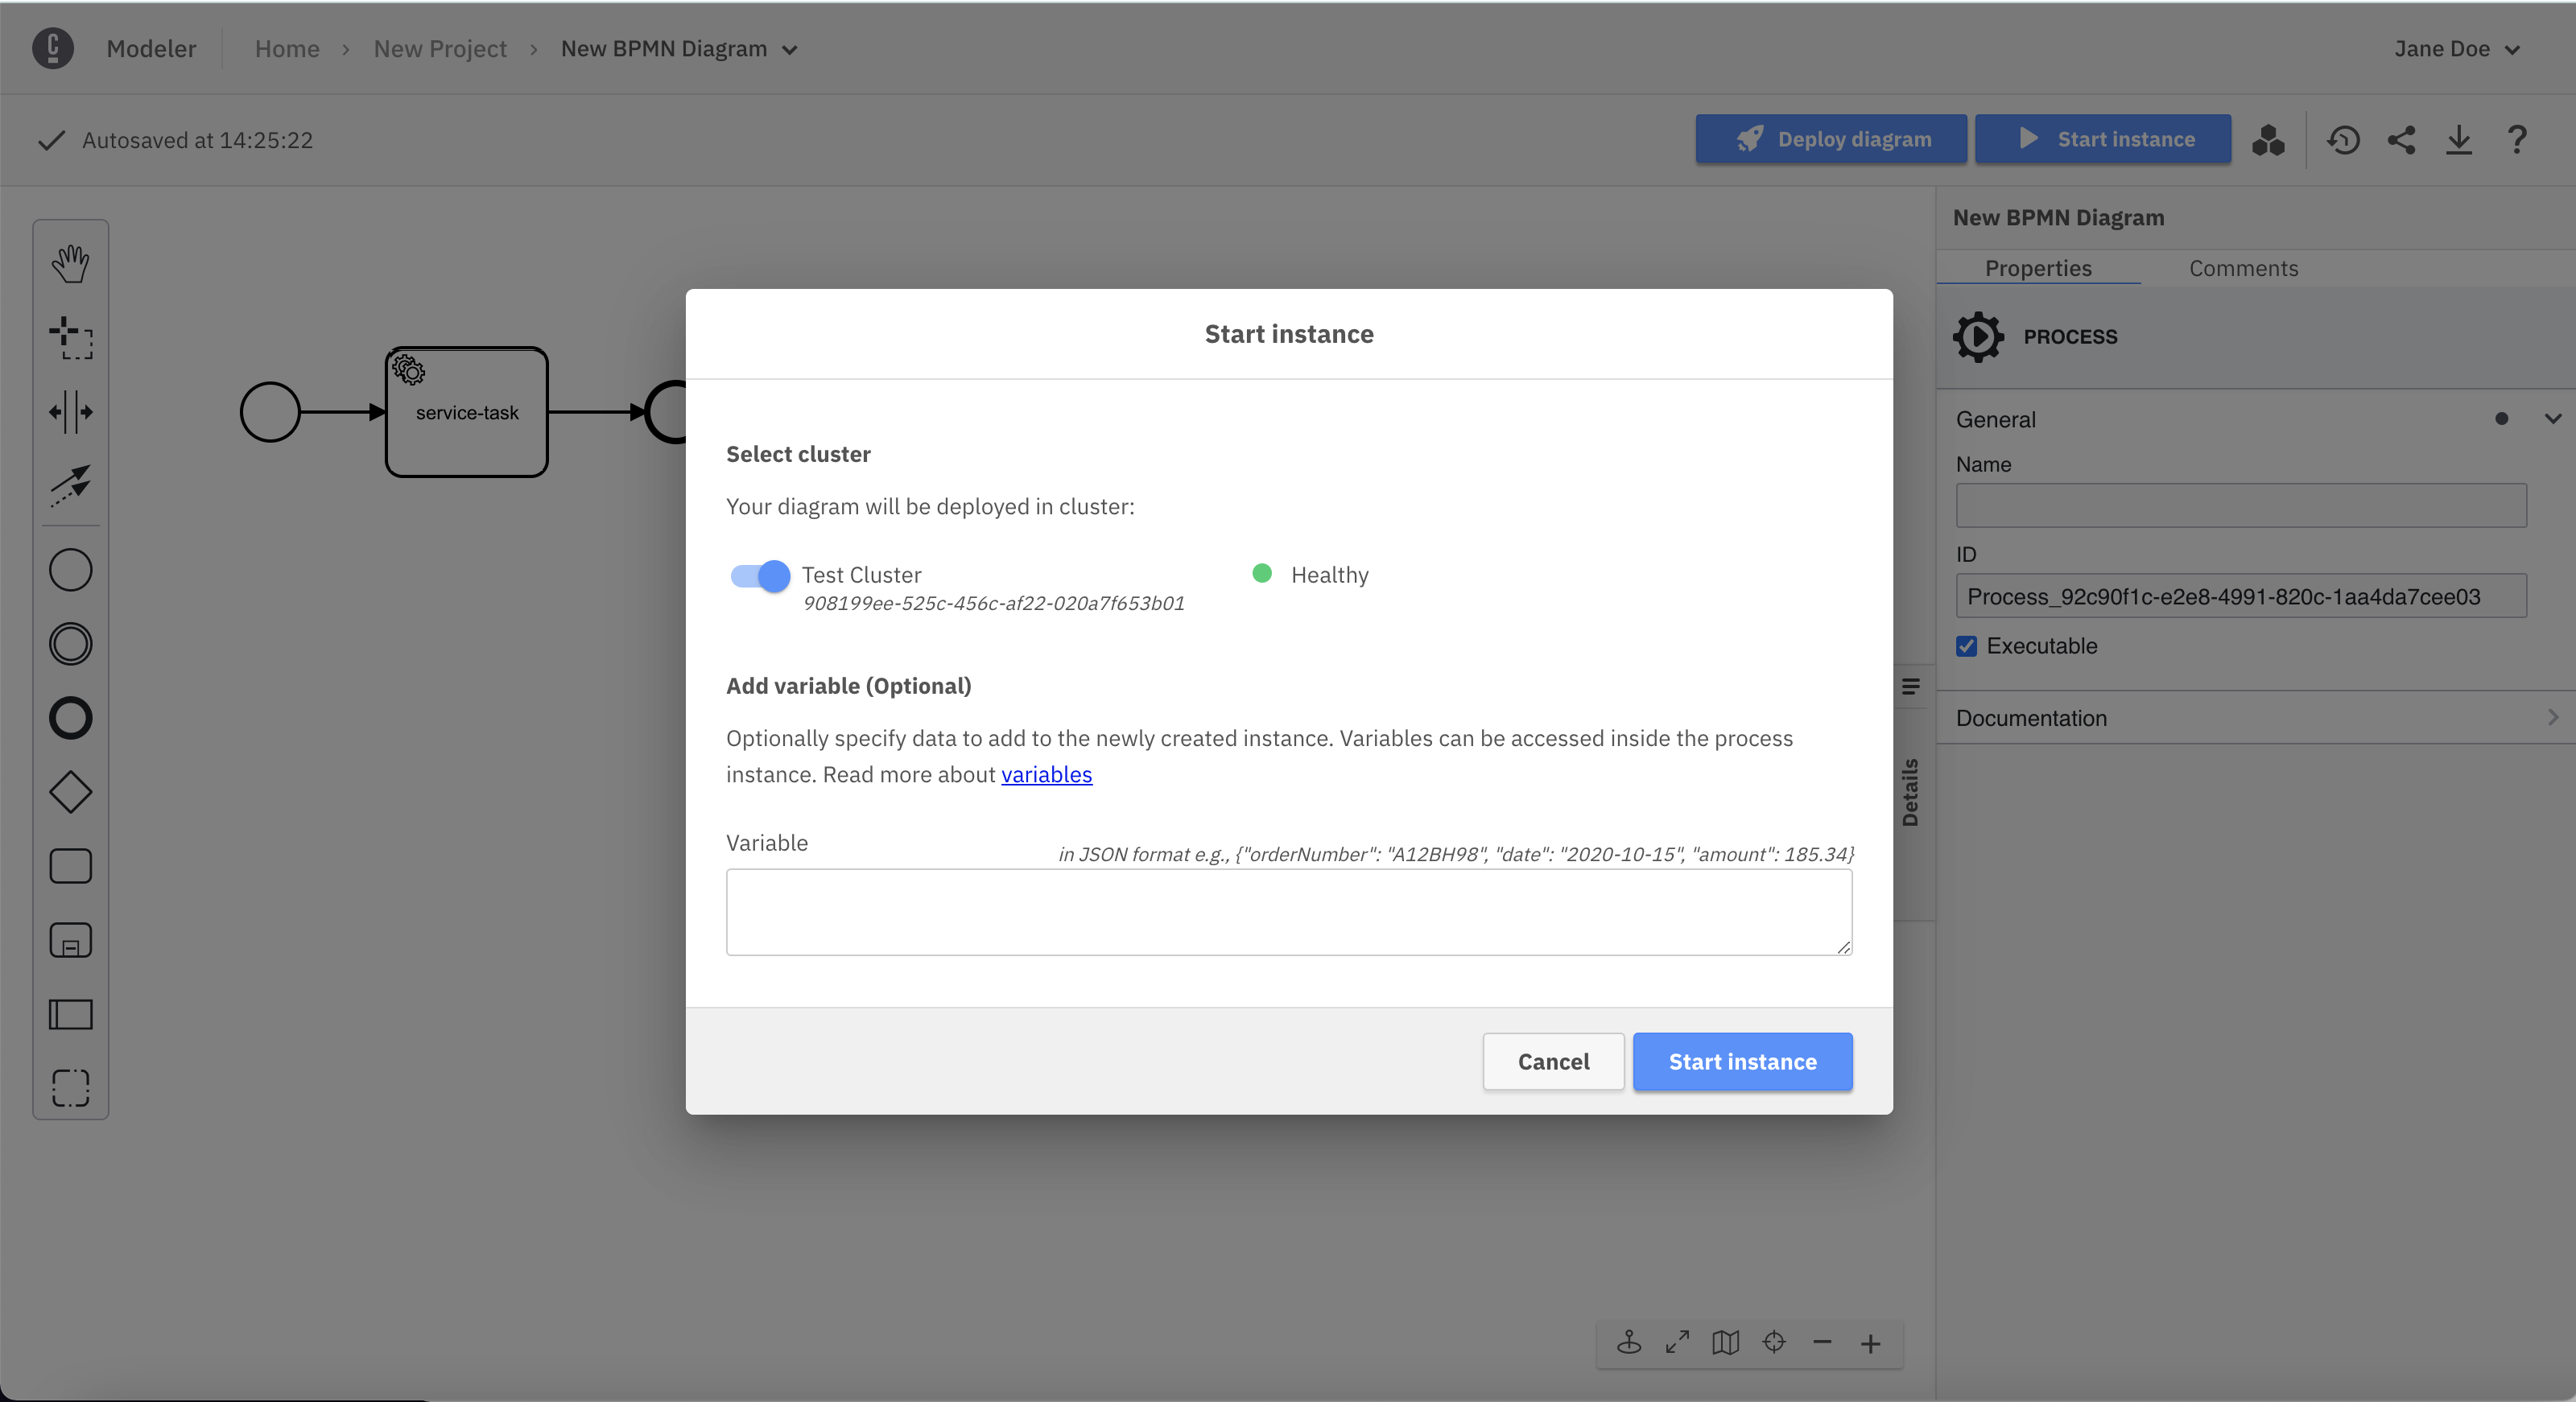 Modeler
Home › New Project › New BPMN Diagram
Jane Doe
Autosaved at 14:25:22
Deploy diagram
Start instance
?
service-task
Start instance
Select cluster
Your diagram will be deployed in cluster:
Test Cluster
Healthy
908199ee-525c-456c-af22-020a7f653b01
Add variable (Optional)
Optionally specify data to add to the newly created instance. Variables can be accessed inside the process
instance. Read more about variables
Variable
in JSON format e.g., {"orderNumber": "A12BH98", "date": "2020-10-15", "amount": 185.34}
Cancel
Start instance
Details
New BPMN Diagram
Properties
Comments
PROCESS
General
Name
ID
Process_92c90f1c-e2e8-4991-820c-1aa4da7cee03
Executable
Documentation